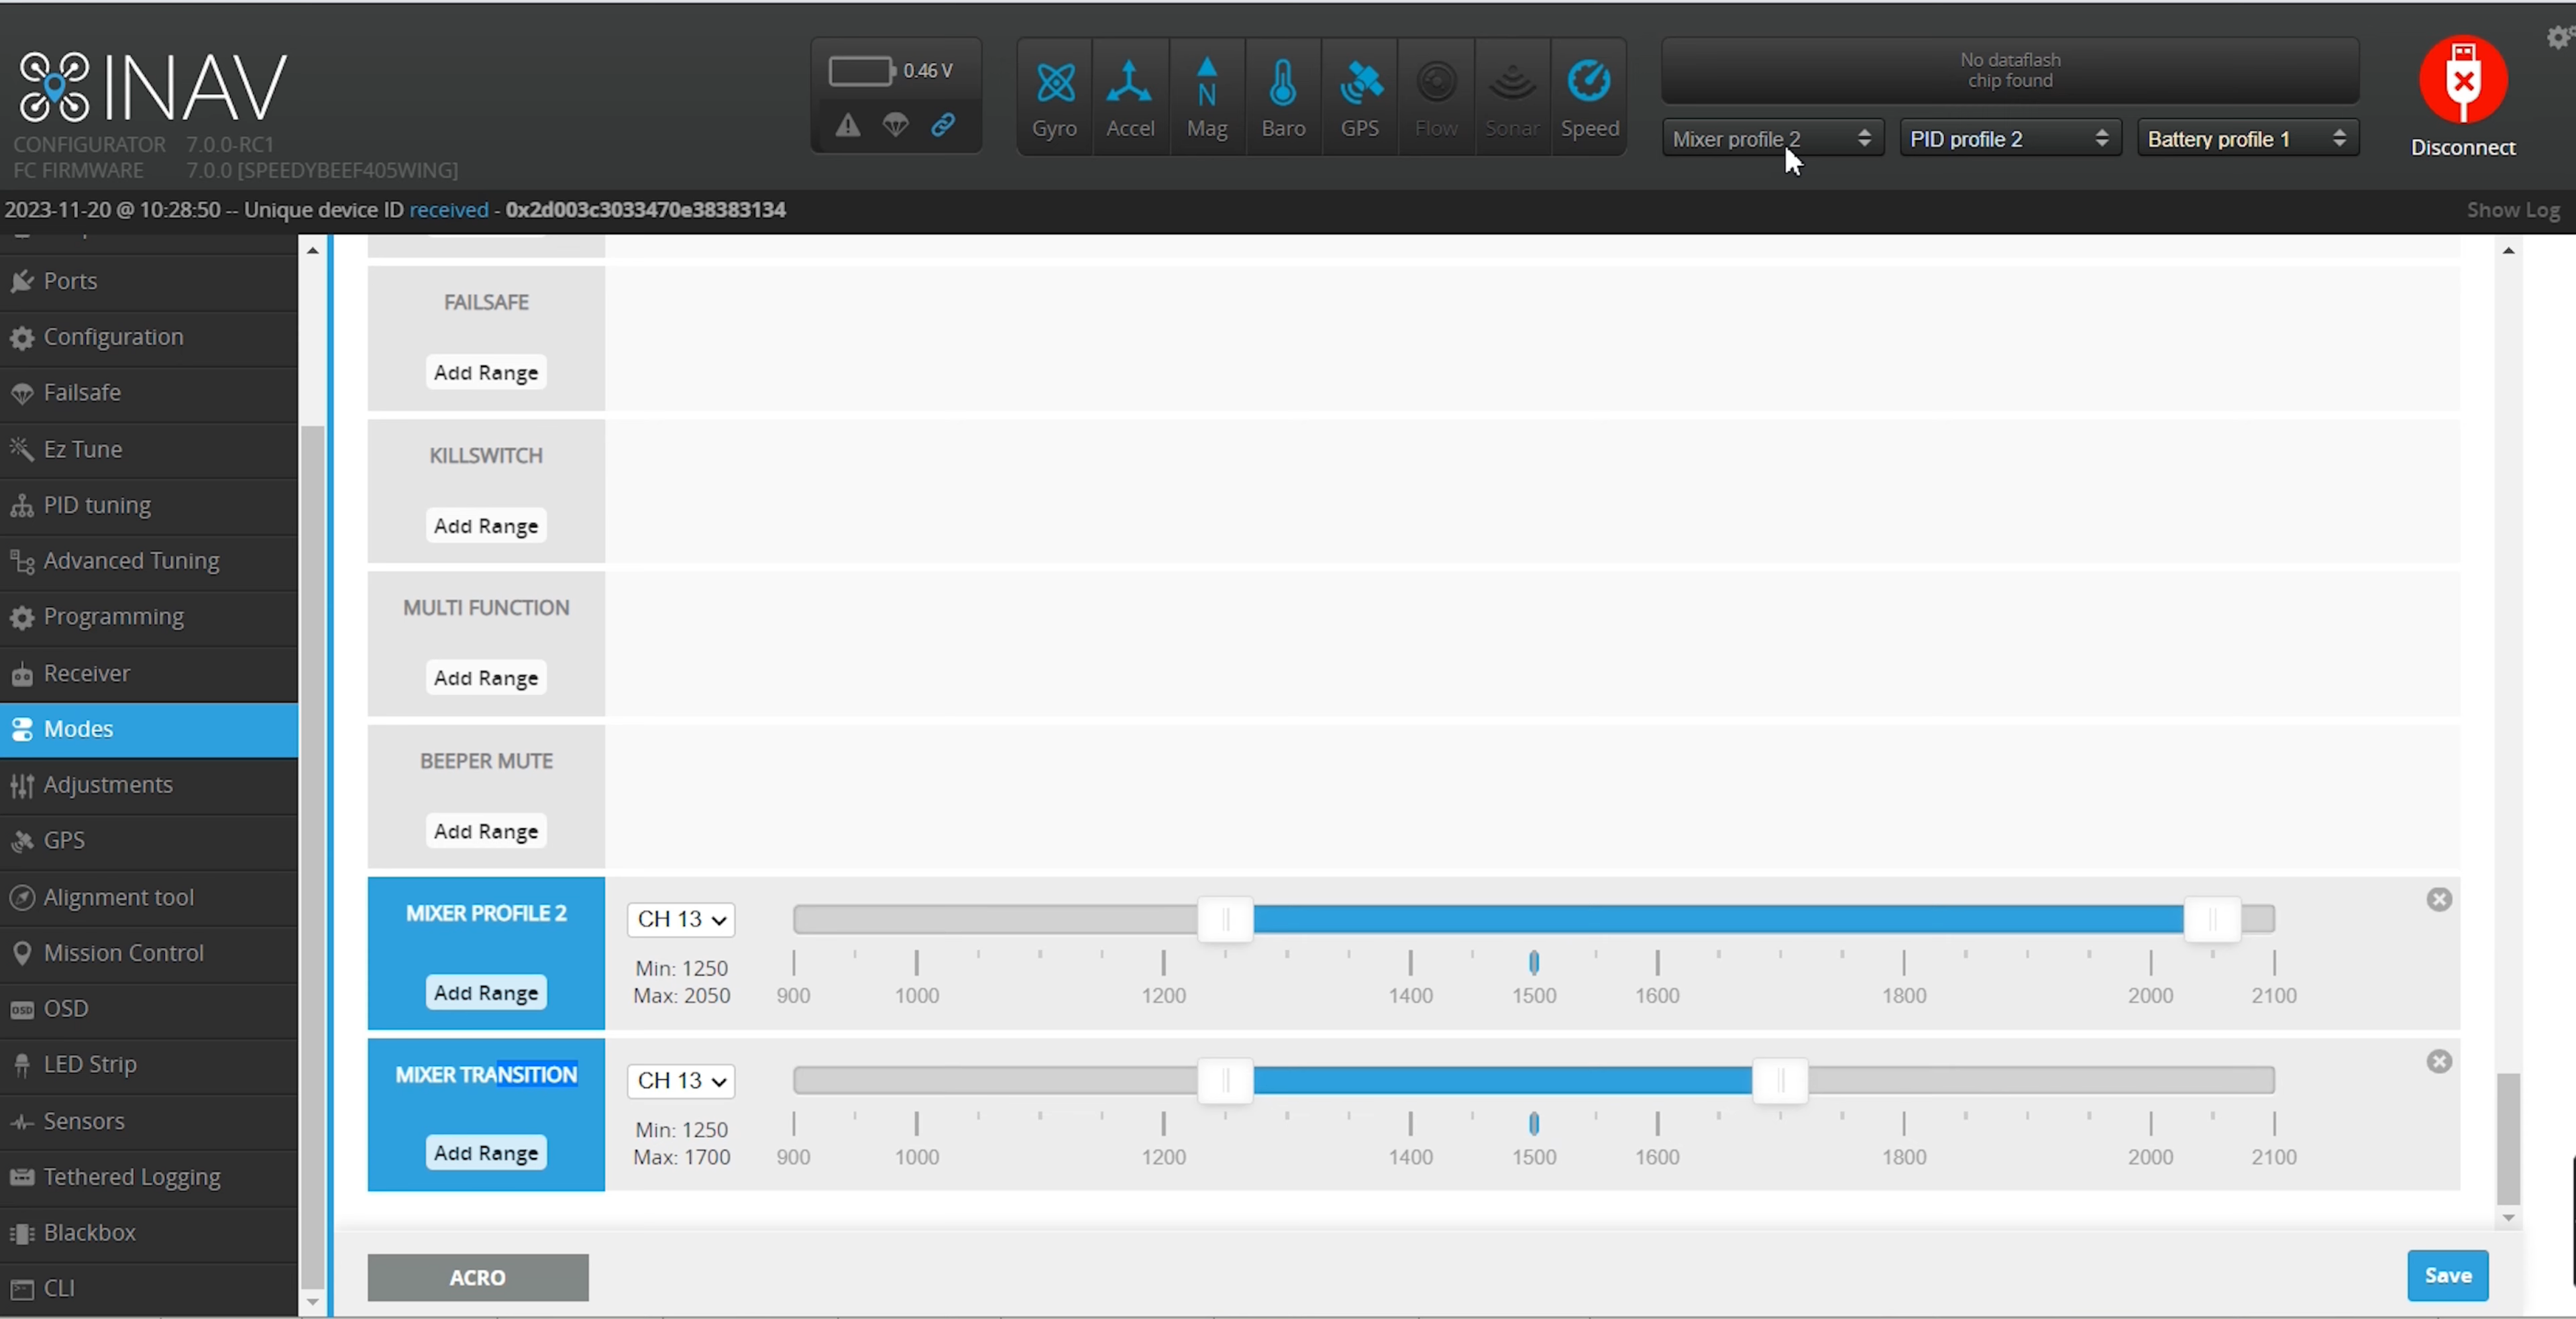 INAV
CONFIGURATOR 7.0.0-RC1
FC FIRMWARE 7.0.0 [SPEEDYBEEF405WING]
0.46 V
Gyro
Accel
N
Mag
Baro
GPS
Flow
Sonar
Speed
No dataflash
chip found
Mixer profile 2
PID profile 2
Battery profile 1
Disconnect
2023-11-20 @ 10:28:50 -- Unique device ID received - 0x2d003c3033470e38383134
Show Log
Ports
Configuration
Failsafe
Ez Tune
PID tuning
Advanced Tuning
Programming
Receiver
Modes
Adjustments
GPS
Alignment tool
Mission Control
OSD
OSD
LED Strip
Sensors
Tethered Logging
Blackbox
CLI
FAILSAFE
Add Range
KILLSWITCH
Add Range
MULTI FUNCTION
Add Range
BEEPER MUTE
Add Range
MIXER PROFILE 2
Add Range
CH 13
Min: 1250
Max: 2050
900 1000 1200 1400 1500 1600 1800 2000 2100
MIXER TRANSITION
Add Range
CH 13
Min: 1250
Max: 1700
900 1000 1200 1400 1500 1600 1800 2000 2100
ACRO
Save